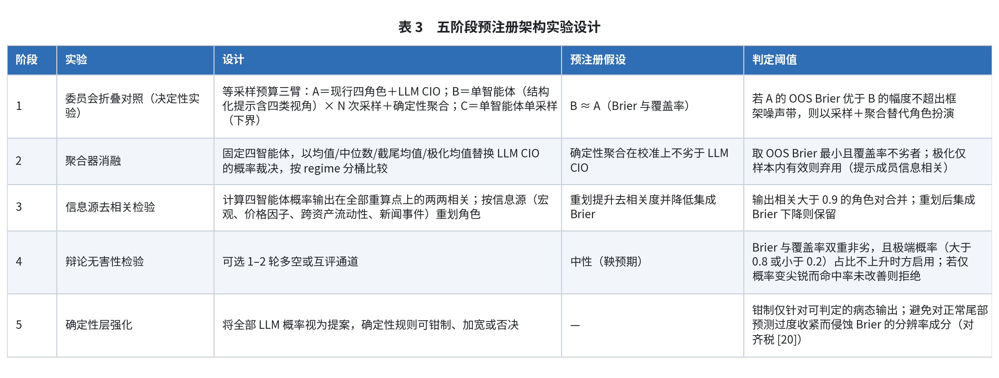 表 3　五阶段预注册架构实验设计
阶段
实验
设计
预注册假设
判定阈值
1
委员会折叠对照（决定性实
验）
等采样预算三臂：A＝现行四角色＋LLM CIO；B＝单智能体（结构
化提示含四类视角）× N 次采样＋确定性聚合；C＝单智能体单采样
（下界）
B ≈ A（Brier 与覆盖率）
若 A 的 OOS Brier 优于 B 的幅度不超出框
架噪声带，则以采样＋聚合替代角色扮演
2
聚合器消融
固定四智能体，以均值/中位数/截尾均值/极化均值替换 LLM CIO
的概率裁决，按 regime 分桶比较
确定性聚合在校准上不劣于 LLM
CIO
取 OOS Brier 最小且覆盖率不劣者；极化仅
样本内有效则弃用（提示成员信息相关）
3
信息源去相关检验
计算四智能体概率输出在全部重算点上的两两相关；按信息源（宏
观、价格因子、跨资产流动性、新闻事件）重划角色
重划提升去相关度并降低集成
Brier
输出相关大于 0.9 的角色对合并；重划后集成
Brier 下降则保留
4
辩论无害性检验
可选 1–2 轮多空或互评通道
中性（鞅预期）
Brier 与覆盖率双重非劣，且极端概率（大于
0.8 或小于 0.2）占比不上升时方启用；若仅
概率变尖锐而命中率未改善则拒绝
5
确定性层强化
将全部 LLM 概率视为提案，确定性规则可钳制、加宽或否决
—
钳制仅针对可判定的病态输出；避免对正常尾部
预测过度收紧而侵蚀 Brier 的分辨率成分（对
齐税 [20]）